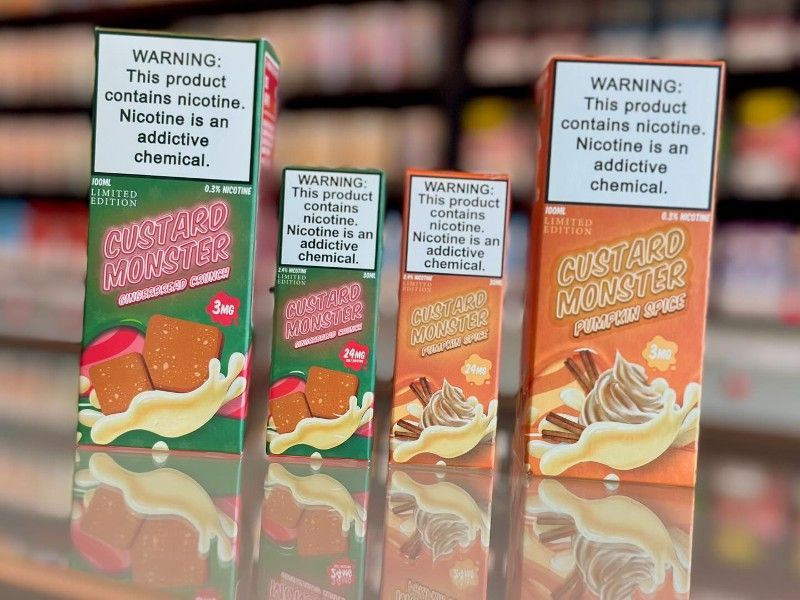 WARNING:
This product
contains nicotine.
Nicotine is an
addictive
chemical.
100ML
0.3% NICOTINE
LIMITED
EDITION
CUSTARD
MONSTER
GINGERBREAD CRUNCH
3MG
WARNING:
This product
contains
nicotine.
Nicotine is an
addictive
chemical.
2.4% NICOTINE
30ML
LIMITED
EDITION
CUSTARD
MONSTER
GINGERBREAD CRUNCH
24MG
WARNING:
This product
contains
nicotine.
Nicotine is an
addictive
chemical.
2.4% NICOTINE
30ML
LIMITED
EDITION
CUSTARD
MONSTER
PUMPKIN SPICE
24MG
WARNING:
This product
contains nicotine.
Nicotine is an
addictive
chemical.
100ML
0.3% NICOTINE
LIMITED
EDITION
CUSTARD
MONSTER
PUMPKIN SPICE
3MG